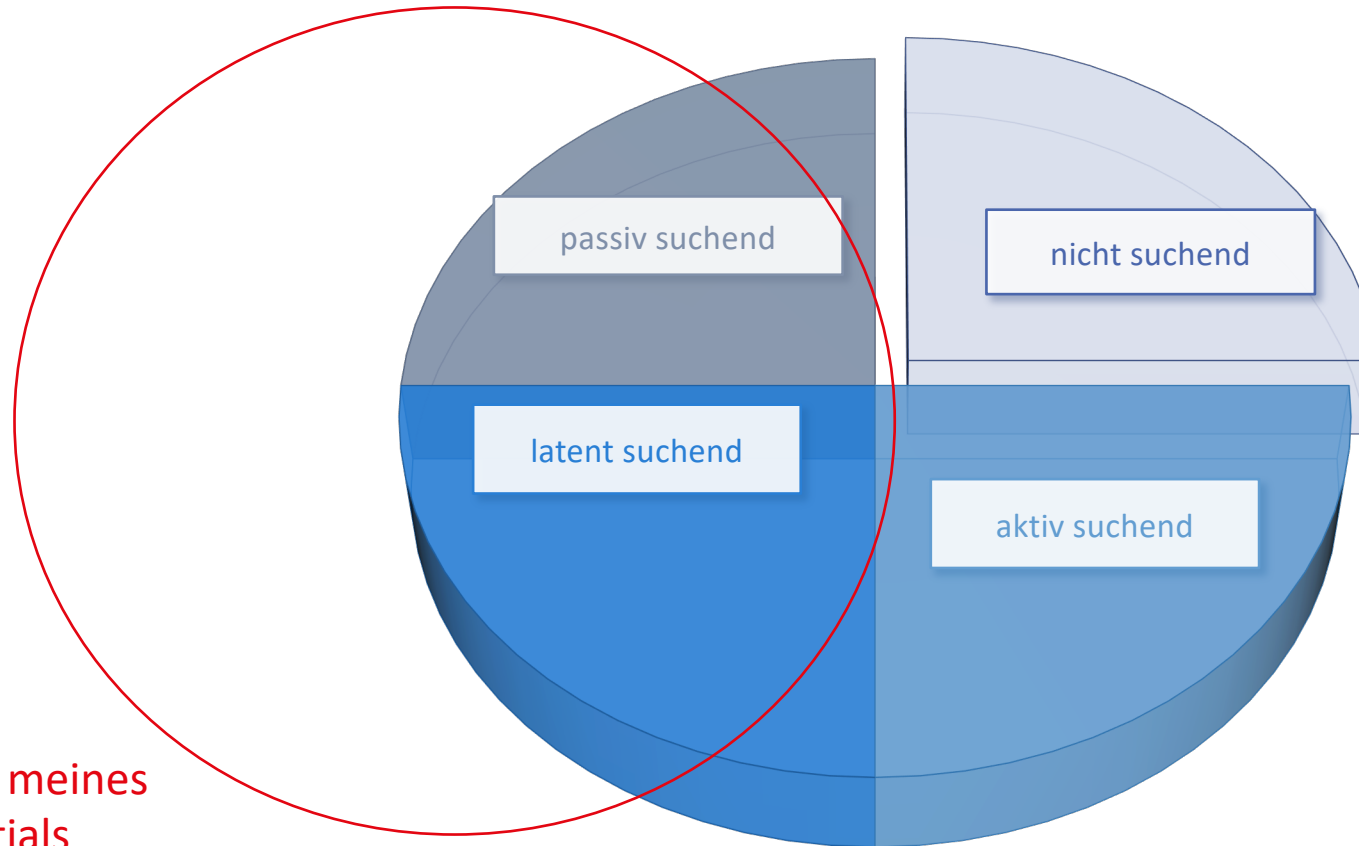 passiv suchend
nicht suchend
latent suchend
aktiv suchend
meines